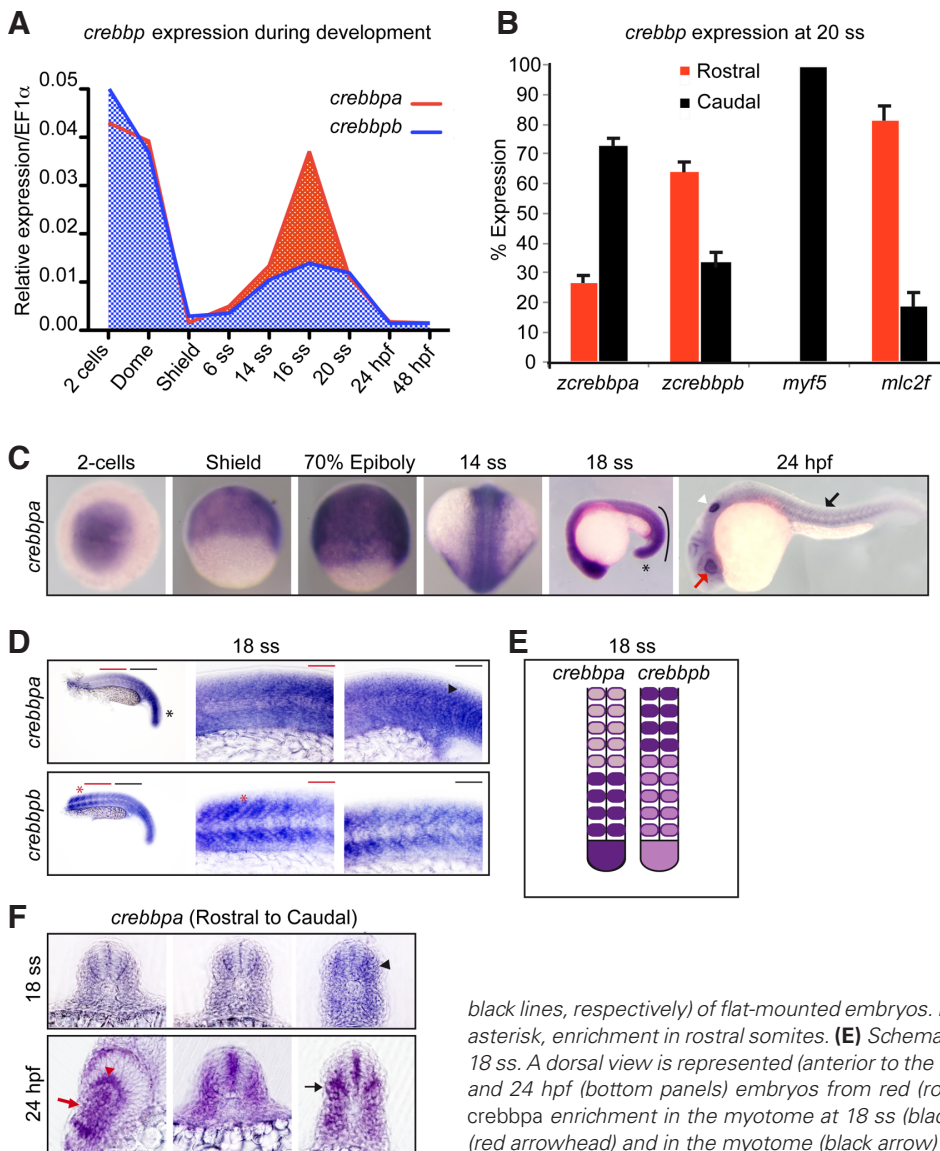 A
crebbp expression during development
Relative expression/EF1α
0.05
0.04
0.03
0.02
0.01
0.00
crebbpa
crebbpb
2 cells
Dome
Shield
6 ss
14 ss
16 ss
20 ss
24 hpf
48 hpf
B
crebbp expression at 20 ss
% Expression
100
90
80
70
60
50
40
30
20
10
0
Rostral
Caudal
zcrebbpa
zcrebbpb
myf5
mlc2f
C
2-cells
Shield
70% Epiboly
14 ss
18 ss
24 hpf
crebbpa
*
D
18 ss
crebbpa
*
crebbpb
*
*
E
18 ss
crebbpa
crebbpb
F
crebbpa (Rostral to Caudal)
18 ss
24 hpf
black lines, respectively) of flat-mounted embryos.
asterisk, enrichment in rostral somites. (E) Schema
18 ss. A dorsal view is represented (anterior to the
and 24 hpf (bottom panels) embryos from red (ro
crebbpa enrichment in the myotome at 18 ss (blac
(red arrowhead) and in the myotome (black arrow)